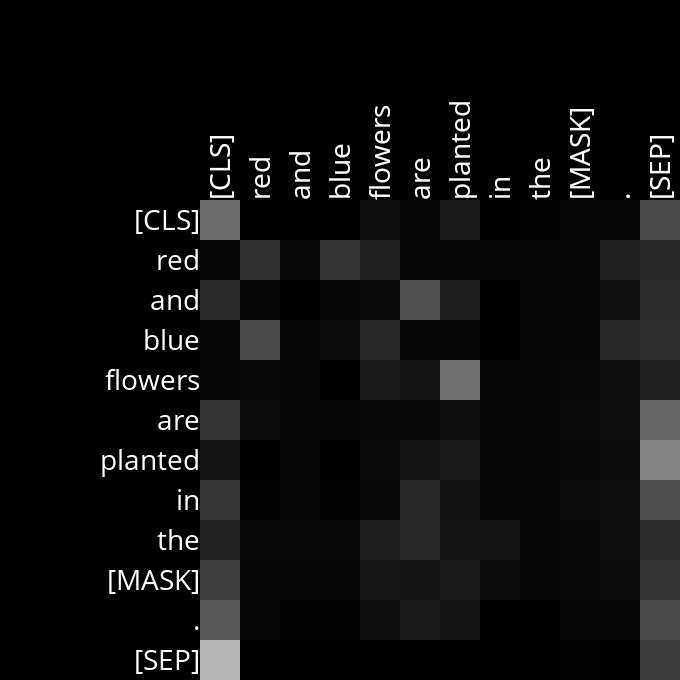 [CLS] red and blue flowers are planted in the [MASK] . [SEP]
[CLS]
red
and
blue
flowers
are
planted
in
the
[MASK]
.
[SEP]